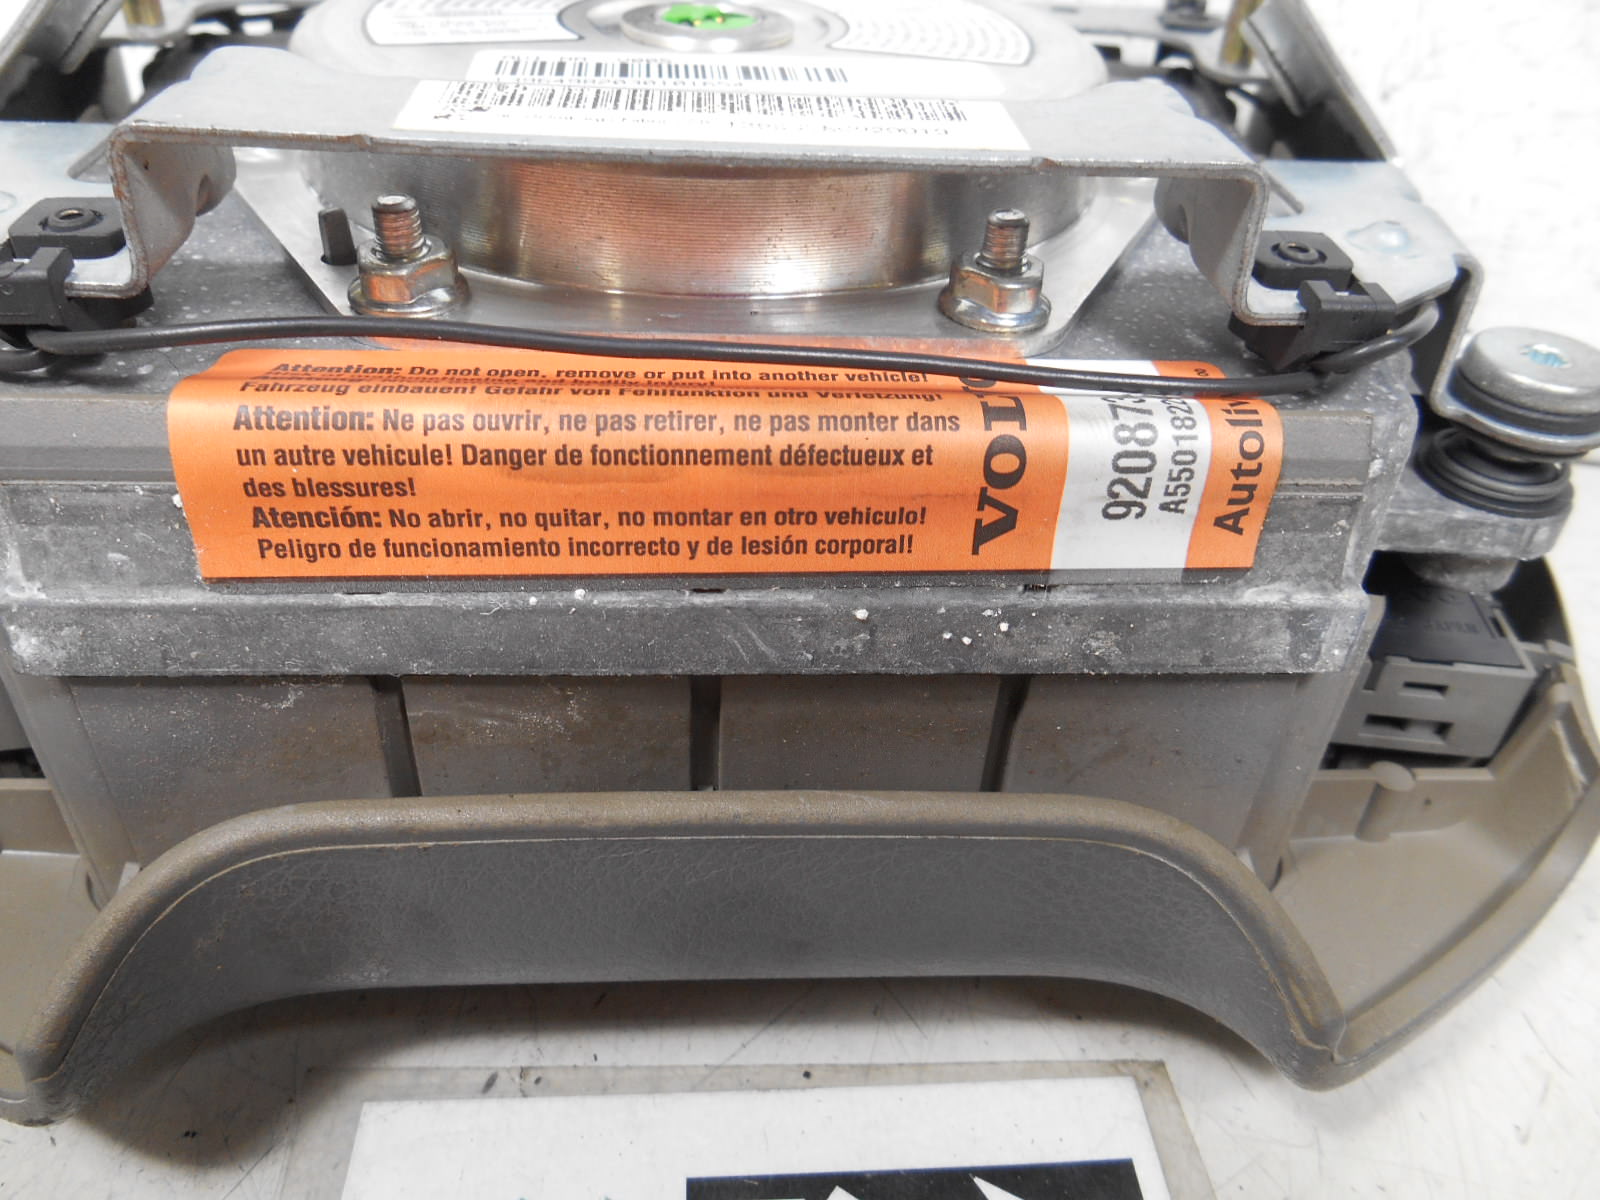 Attention: Do not open, remove or put into another vehicle!
Fahrzeug einbauen! Gefahr von Fehlfunktion und Verletzung!
Attention: Ne pas ouvrir, ne pas retirer, ne pas monter dans
un autre vehicule! Danger de fonctionnement défectueux et
des blessures!
Atención: No abrir, no quitar, no montar en otro vehiculo!
Peligro de funcionamiento incorrecto y de lesión corporal!
VOLVO
920873
A550182
Autoliv